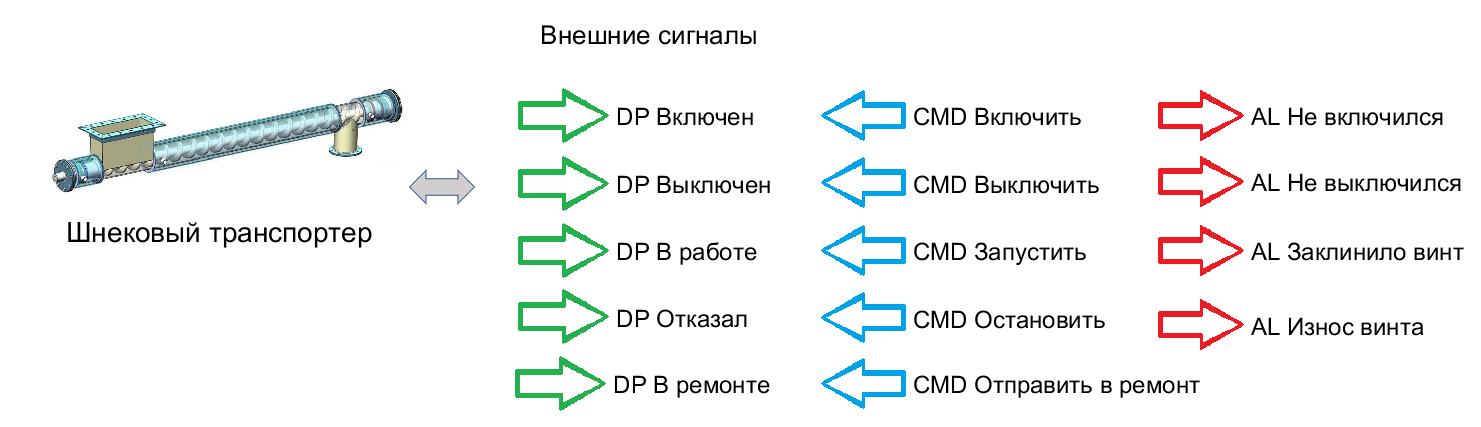 Внешние сигналы
DP Включен
CMD Включить
AL Не включился
DP Выключен
CMD Выключить
AL Не выключился
Шнековый транспортер
DP В работе
CMD Запустить
AL Заклинило винт
DP Отказал
CMD Остановить
AL Износ винта
DP В ремонте
CMD Отправить в ремонт